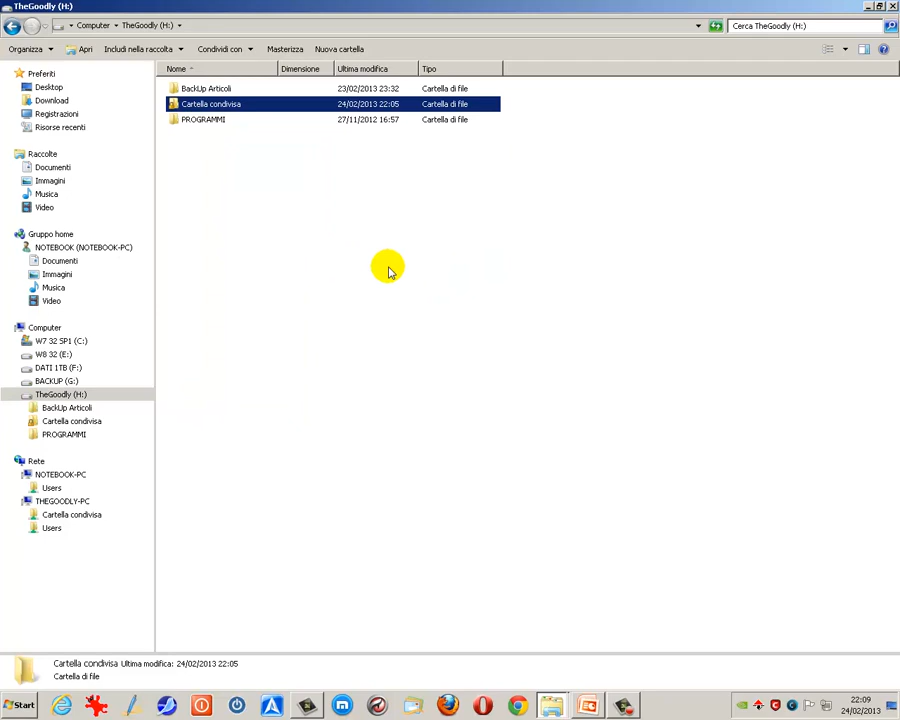 TheGoodly (H:)
Computer TheGoodly (H:)
Cerca TheGoodly (H:)
Organizza Apri Includi nella raccolta Condividi con Masterizza Nuova cartella
Nome Dimensione Ultima modifica Tipo
BackUp Articoli 23/02/2013 23:32 Cartella di file
Cartella condivisa 24/02/2013 22:05 Cartella di file
PROGRAMMI 27/11/2012 16:57 Cartella di file
Preferiti
Desktop
Download
Registrazioni
Risorse recenti
Raccolte
Documenti
Immagini
Musica
Video
Gruppo home
NOTEBOOK (NOTEBOOK-PC)
Documenti
Immagini
Musica
Video
Computer
W7 32 SP1 (C:)
W8 32 (E:)
DATI 1TB (F:)
BACKUP (G:)
TheGoodly (H:)
BackUp Articoli
Cartella condivisa
PROGRAMMI
Rete
NOTEBOOK-PC
Users
THEGOODLY-PC
Cartella condivisa
Users
Cartella condivisa Ultima modifica: 24/02/2013 22:05
Cartella di file
Start
22:09
24/02/2013